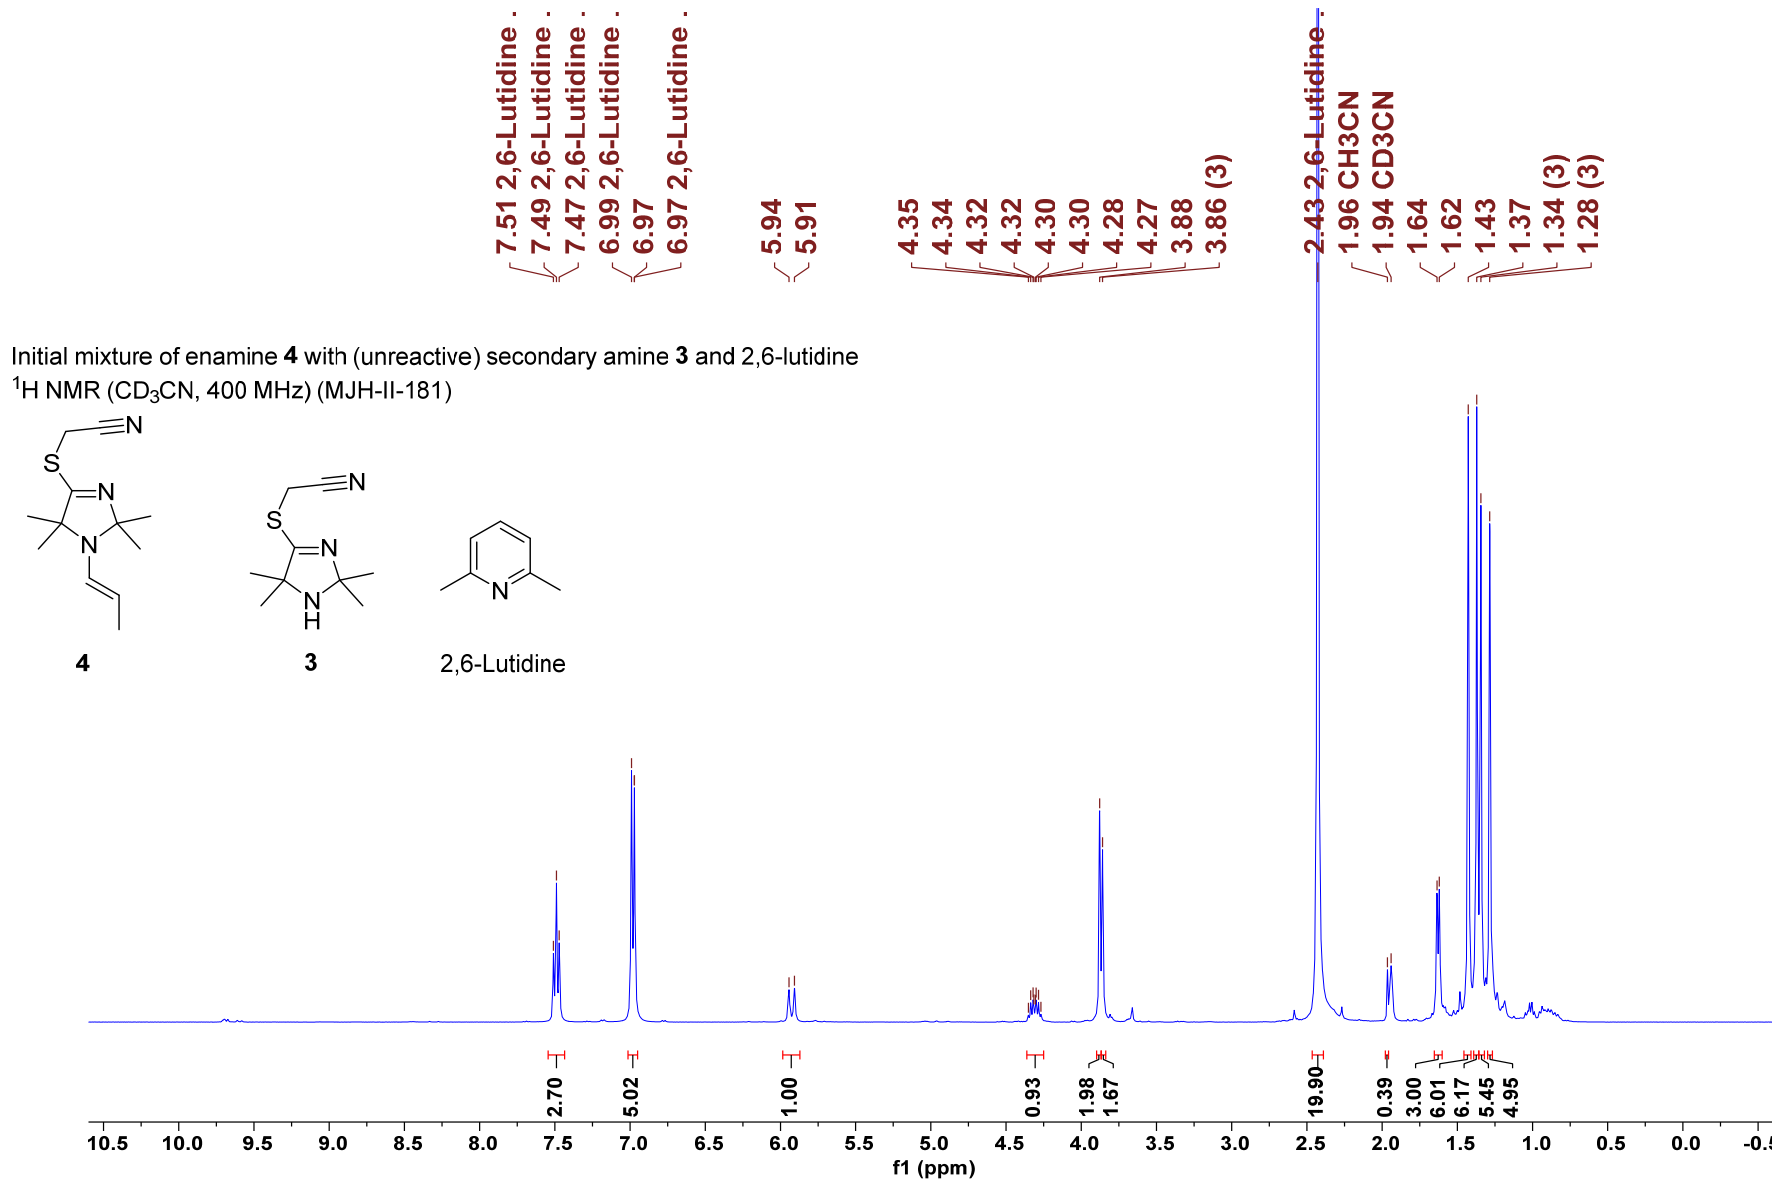 7.51 2,6-Lutidine .
7.49 2,6-Lutidine .
7.47 2,6-Lutidine .
6.99 2,6-Lutidine .
6.97
6.97 2,6-Lutidine .
5.94
5.91
4.35
4.34
4.32
4.32
4.30
4.30
4.28
4.27
3.88
3.86 (3)
2.43 2,6-Lutidine .
1.96 CH3CN
1.94 CD3CN
1.64
1.62
1.43
1.37
1.34 (3)
1.28 (3)
Initial mixture of enamine 4 with (unreactive) secondary amine 3 and 2,6-lutidine
¹H NMR (CD₃CN, 400 MHz) (MJH-II-181)
N
S
N
N
4
N
S
N
N
H
3
N
2,6-Lutidine
2.70
5.02
1.00
0.93
1.98
1.67
19.90
0.39
3.00
6.01
6.17
5.45
4.95
10.5 10.0 9.5 9.0 8.5 8.0 7.5 7.0 6.5 6.0 5.5 5.0 4.5 4.0 3.5 3.0 2.5 2.0 1.5 1.0 0.5 0.0 -0.5
f1 (ppm)